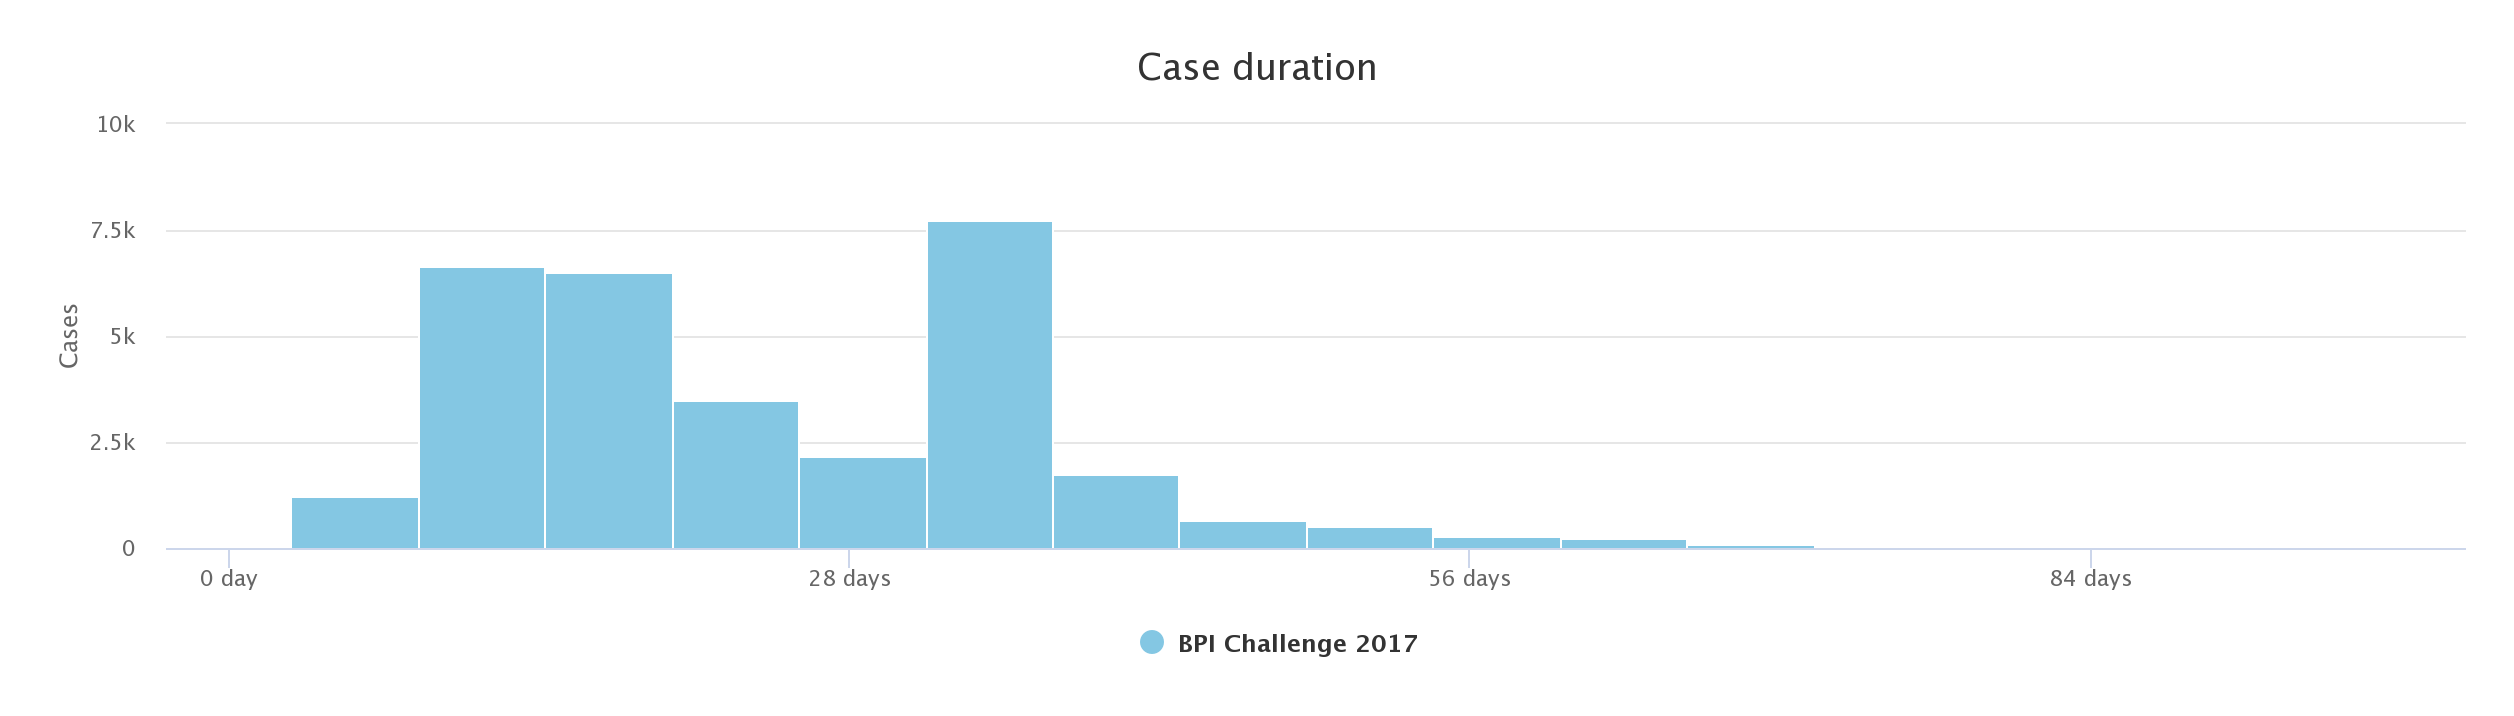 Case duration
10k
7.5k
5k
2.5k
0
Cases
0 day
28 days
56 days
84 days
BPI Challenge 2017